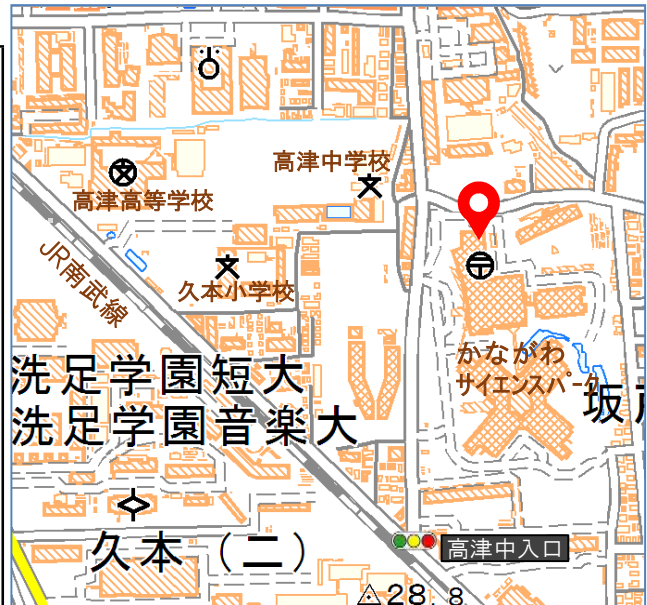 高津中学校
高津高等学校
久本小学校
JR南武線
かながわ
サイエンスパーク
洗足学園短大
洗足学園音楽大
坂戸
久本（二）
高津中入口
28.8